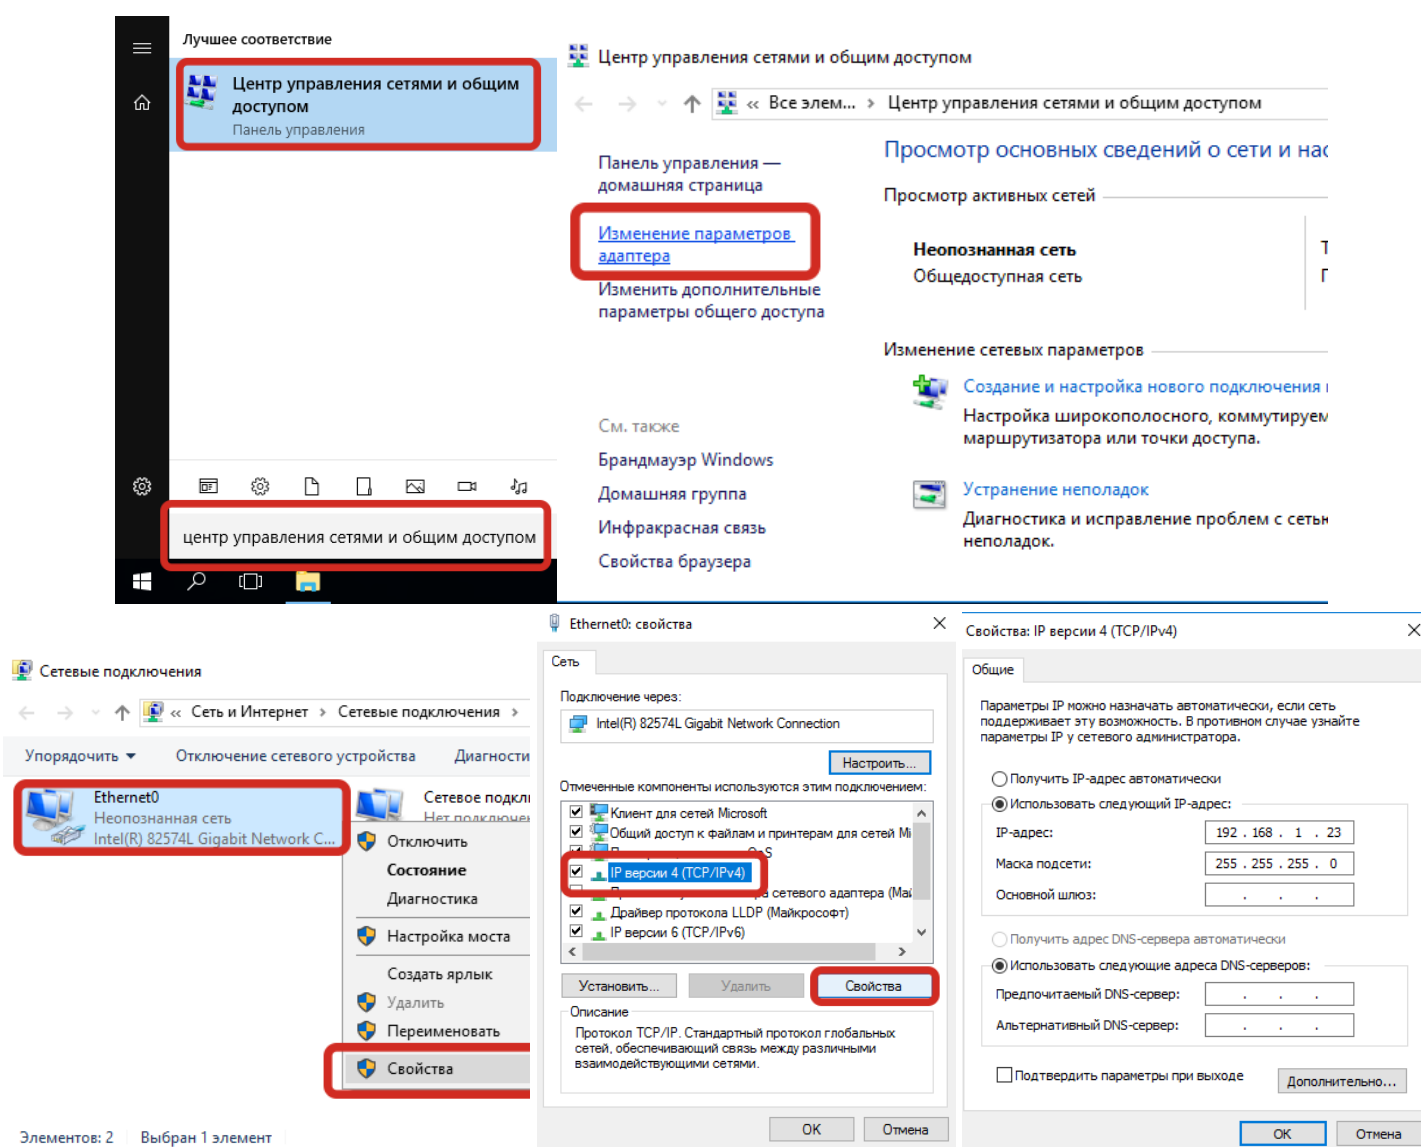 Лучшее соответствие
Центр управления сетями и общим
доступом
Панель управления
центр управления сетями и общим доступом
Центр управления сетями и общим доступом
« Все элем... › Центр управления сетями и общим доступом
Панель управления —
домашняя страница
Изменение параметров
адаптера
Изменить дополнительные
параметры общего доступа
См. также
Брандмауэр Windows
Домашняя группа
Инфракрасная связь
Свойства браузера
Просмотр основных сведений о сети и нас
Просмотр активных сетей
Неопознанная сеть
Общедоступная сеть
Изменение сетевых параметров
Создание и настройка нового подключения
Настройка широкополосного, коммутируем
маршрутизатора или точки доступа.
Устранение неполадок
Диагностика и исправление проблем с сетью
неполадок.
Сетевые подключения
« Сеть и Интернет › Сетевые подключения ›
Упорядочить Отключение сетевого устройства Диагности
Ethernet0
Неопознанная сеть
Intel(R) 82574L Gigabit Network C...
Сетевое подкл
Нет подключен
Отключить
Состояние
Диагностика
Настройка моста
Создать ярлык
Удалить
Переименовать
Свойства
Элементов: 2 Выбран 1 элемент
Ethernet0: свойства
Сеть
Подключение через:
Intel(R) 82574L Gigabit Network Connection
Настроить...
Отмеченные компоненты используются этим подключением:
Клиент для сетей Microsoft
Общий доступ к файлам и принтерам для сетей Mi
IP версии 4 (TCP/IPv4)
сетевого адаптера (Май
Драйвер протокола LLDP (Майкрософт)
IP версии 6 (TCP/IPv6)
Установить... Удалить Свойства
Описание
Протокол TCP/IP. Стандартный протокол глобальных
сетей, обеспечивающий связь между различными
взаимодействующими сетями.
OK Отмена
Свойства: IP версии 4 (TCP/IPv4)
Общие
Параметры IP можно назначать автоматически, если сеть
поддерживает эту возможность. В противном случае узнайте
параметры IP у сетевого администратора.
Получить IP-адрес автоматически
Использовать следующий IP-адрес:
IP-адрес: 192 . 168 . 1 . 23
Маска подсети: 255 . 255 . 255 . 0
Основной шлюз: . . .
Получить адрес DNS-сервера автоматически
Использовать следующие адреса DNS-серверов:
Предпочитаемый DNS-сервер: . . .
Альтернативный DNS-сервер: . . .
Подтвердить параметры при выходе
Дополнительно...
OK Отмена